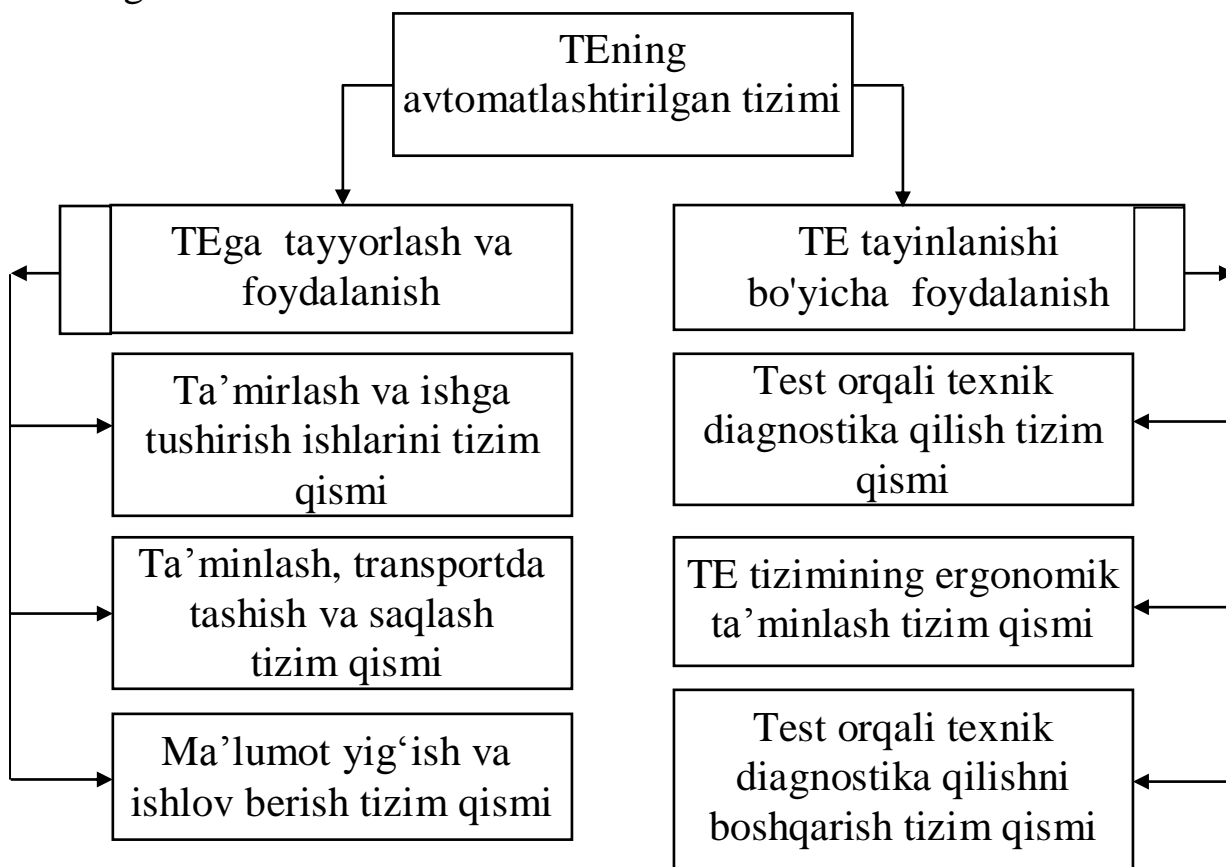 TEning
avtomatlashtirilgan tizimi
TEga tayyorlash va
foydalanish
TE tayinlanishi
bo'yicha foydalanish
Ta’mirlash va ishga
tushirish ishlarini tizim
qismi
Test orqali texnik
diagnostika qilish tizim
qismi
Ta’minlash, transportda
tashish va saqlash
tizim qismi
TE tizimining ergonomik
ta’minlash tizim qismi
Ma’lumot yig‘ish va
ishlov berish tizim qismi
Test orqali texnik
diagnostika qilishni
boshqarish tizim qismi